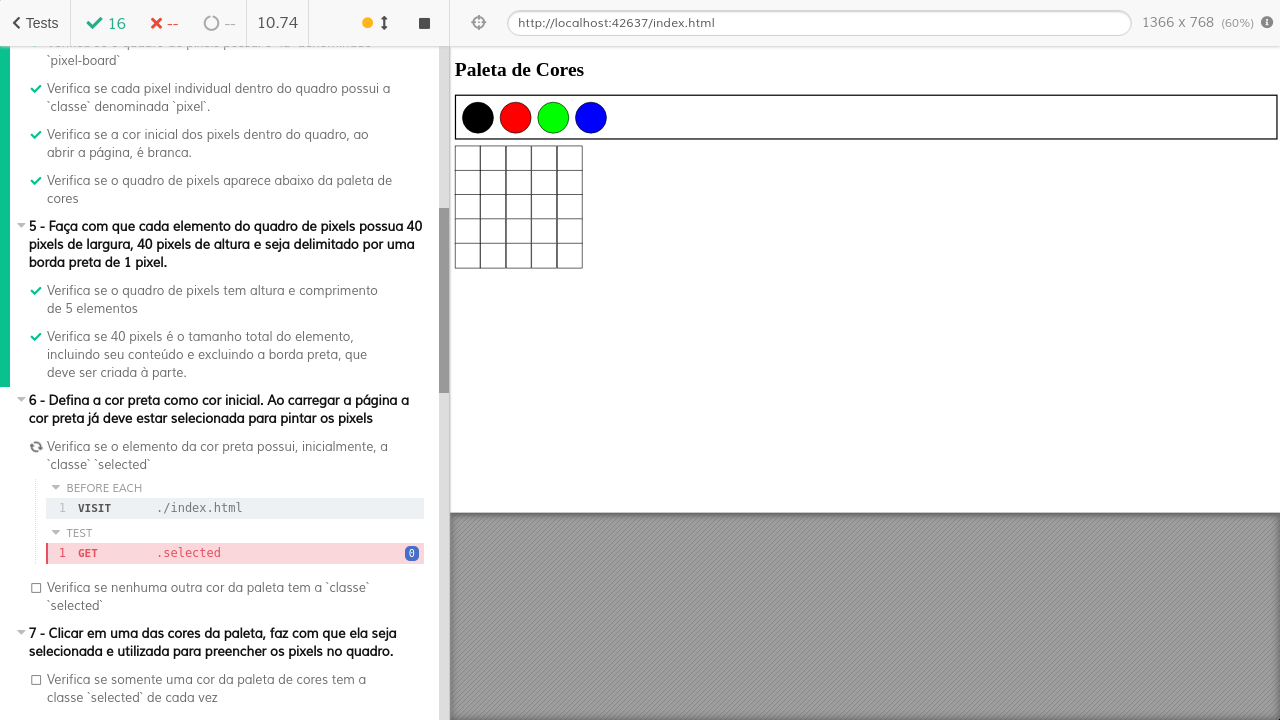 Tests
16
--
--
10.74
http://localhost:42637/index.html
1366 x 768 (60%)
`pixel-board`
Verifica se cada pixel individual dentro do quadro possui a
`classe` denominada `pixel`.
Verifica se a cor inicial dos pixels dentro do quadro, ao
abrir a página, é branca.
Verifica se o quadro de pixels aparece abaixo da paleta de
cores
5 - Faça com que cada elemento do quadro de pixels possua 40
pixels de largura, 40 pixels de altura e seja delimitado por uma
borda preta de 1 pixel.
Verifica se o quadro de pixels tem altura e comprimento
de 5 elementos
Verifica se 40 pixels é o tamanho total do elemento,
incluindo seu conteúdo e excluindo a borda preta, que
deve ser criada à parte.
6 - Defina a cor preta como cor inicial. Ao carregar a página a
cor preta já deve estar selecionada para pintar os pixels
Verifica se o elemento da cor preta possui, inicialmente, a
`classe` `selected`
BEFORE EACH
1 VISIT ./index.html
TEST
1 GET .selected 0
Verifica se nenhuma outra cor da paleta tem a `classe`
`selected`
7 - Clicar em uma das cores da paleta, faz com que ela seja
selecionada e utilizada para preencher os pixels no quadro.
Verifica se somente uma cor da paleta de cores tem a
classe `selected` de cada vez
Paleta de Cores